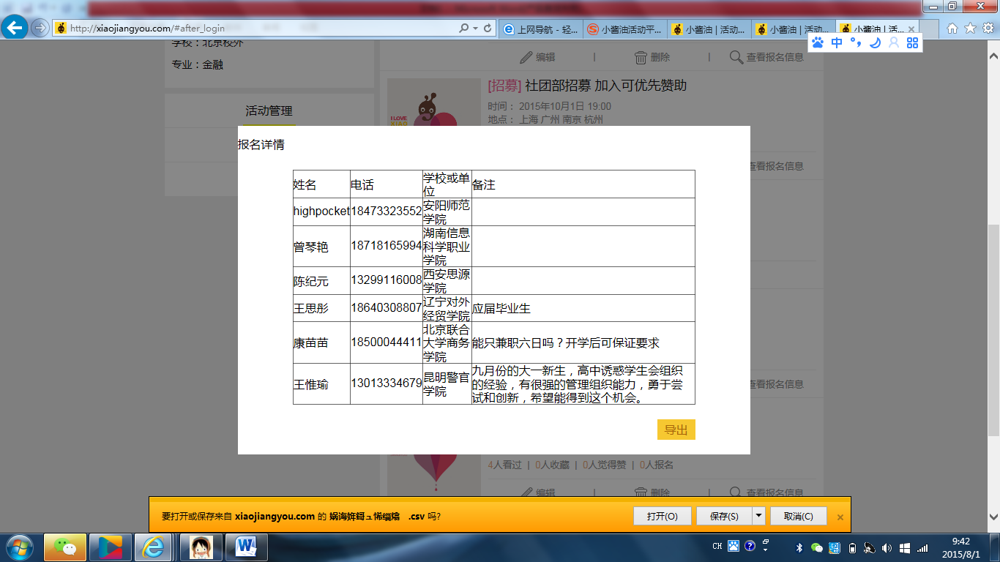 http://xiaojiangyou.com/#after_login
上网导航 - 轻...
小酱油活动平...
小酱油 | 活动...
小酱油 | 活动...
小酱油 | 活...
中
学校：北京校外
专业：金融
活动管理
编辑 | 删除 | 查看报名信息
[招募] 社团部招募 加入可优先赞助
时间： 2015年10月1日 19:00
地点： 上海 广州 南京 杭州
I LOVE
XIAO
查看报名信息
报名详情
姓名 电话 学校或单
位 备注
highpocket 18473323552 安阳师范
学院
曾琴艳 18718165994 湖南信息
科学职业
学院
陈纪元 13299116008 西安思源
学院
王思彤 18640308807 辽宁对外
经贸学院 应届毕业生
康苗苗 18500044411 北京联合
大学商务
学院 能只兼职六日吗？开学后可保证要求
王惟瑜 13013334679 昆明警官
学院 九月份的大一新生，高中诱惑学生会组织
的经验，有很强的管理组织能力，勇于尝
试和创新，希望能得到这个机会。
导出
查看报名信息
4人看过 | 0人收藏 | 0人觉得赞 | 0人报名
编辑 | 删除 | 查看报名信息
要打开或保存来自 xiaojiangyou.com 的 .csv 吗?
打开(O) 保存(S) 取消(C)
CH
9:42
2015/8/1